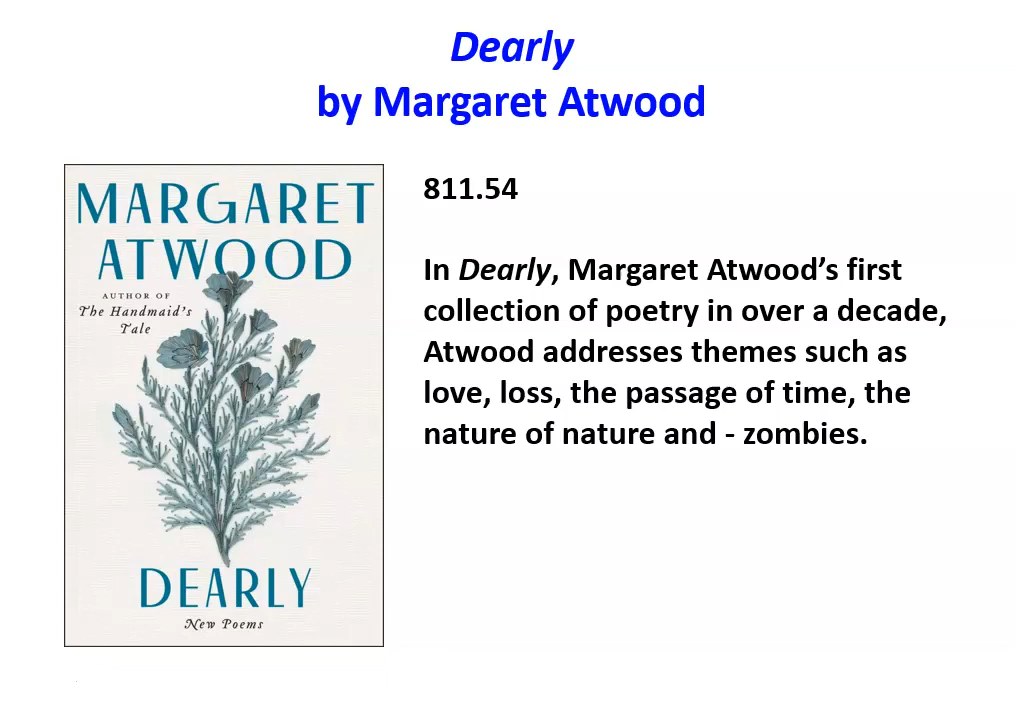 Dearly
by Margaret Atwood
MARGARET
ATWOOD
AUTHOR OF
The Handmaid's
Tale
DEARLY
New Poems
811.54
In Dearly, Margaret Atwood’s first
collection of poetry in over a decade,
Atwood addresses themes such as
love, loss, the passage of time, the
nature of nature and - zombies.